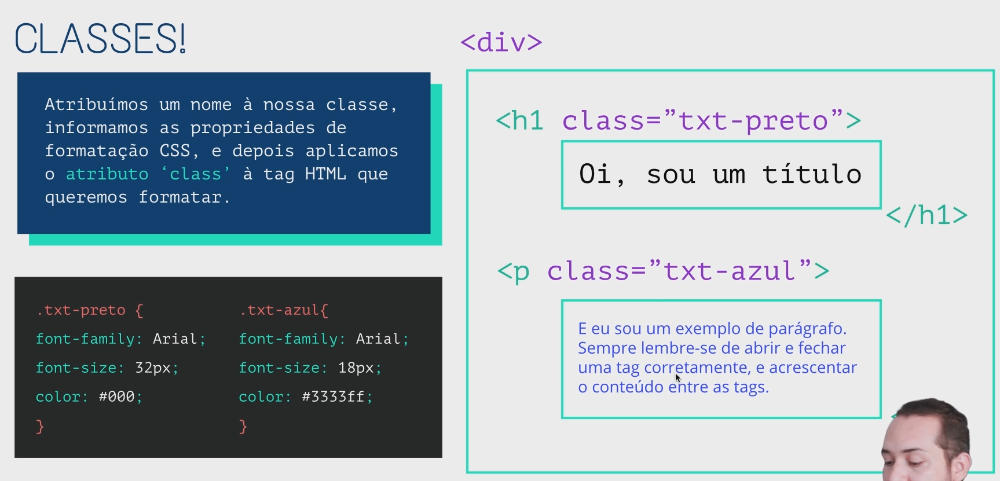 CLASSES!
Atribuímos um nome à nossa classe,
informamos as propriedades de
formatação CSS, e depois aplicamos
o atributo ‘class’ à tag HTML que
queremos formatar.
.txt-preto {
font-family: Arial;
font-size: 32px;
color: #000;
}
.txt-azul{
font-family: Arial;
font-size: 18px;
color: #3333ff;
}
<div>
<h1 class=”txt-preto”>
Oi, sou um título
</h1>
<p class=”txt-azul”>
E eu sou um exemplo de parágrafo.
Sempre lembre-se de abrir e fechar
uma tag corretamente, e acrescentar
o conteúdo entre as tags.